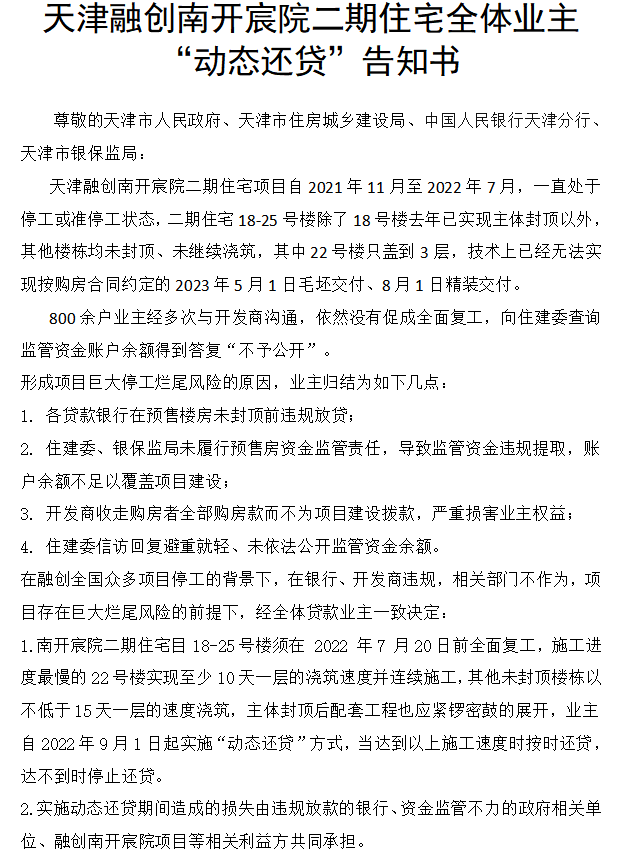 天津融创南开宸院二期住宅全体业主
“动态还贷”告知书
尊敬的天津市人民政府、天津市住房城乡建设局、中国人民银行天津分行、
天津市银保监局：
天津融创南开宸院二期住宅项目自 2021 年 11 月至 2022 年 7 月，一直处于
停工或准停工状态，二期住宅 18-25 号楼除了 18 号楼去年已实现主体封顶以外，
其他楼栋均未封顶、未继续浇筑，其中 22 号楼只盖到 3 层，技术上已经无法实
现按购房合同约定的 2023 年 5 月 1 日毛坯交付、8 月 1 日精装交付。
800 余户业主经多次与开发商沟通，依然没有促成全面复工，向住建委查询
监管资金账户余额得到答复“不予公开”。
形成项目巨大停工烂尾风险的原因，业主归结为如下几点：
1. 各贷款银行在预售楼房未封顶前违规放贷；
2. 住建委、银保监局未履行预售房资金监管责任，导致监管资金违规提取，账
户余额不足以覆盖项目建设；
3. 开发商收走购房者全部购房款而不为项目建设拨款，严重损害业主权益；
4. 住建委信访回复避重就轻、未依法公开监管资金余额。
在融创全国众多项目停工的背景下，在银行、开发商违规，相关部门不作为，项
目存在巨大烂尾风险的前提下，经全体贷款业主一致决定：
1.南开宸院二期住宅目 18-25 号楼须在 2022 年 7 月 20 日前全面复工，施工进
度最慢的 22 号楼实现至少 10 天一层的浇筑速度并连续施工，其他未封顶楼栋以
不低于 15 天一层的速度浇筑，主体封顶后配套工程也应紧锣密鼓的展开，业主
自 2022 年 9 月 1 日起实施“动态还贷”方式，当达到以上施工速度时按时还贷，
达不到时停止还贷。
2.实施动态还贷期间造成的损失由违规放款的银行、资金监管不力的政府相关单
位、融创南开宸院项目等相关利益方共同承担。